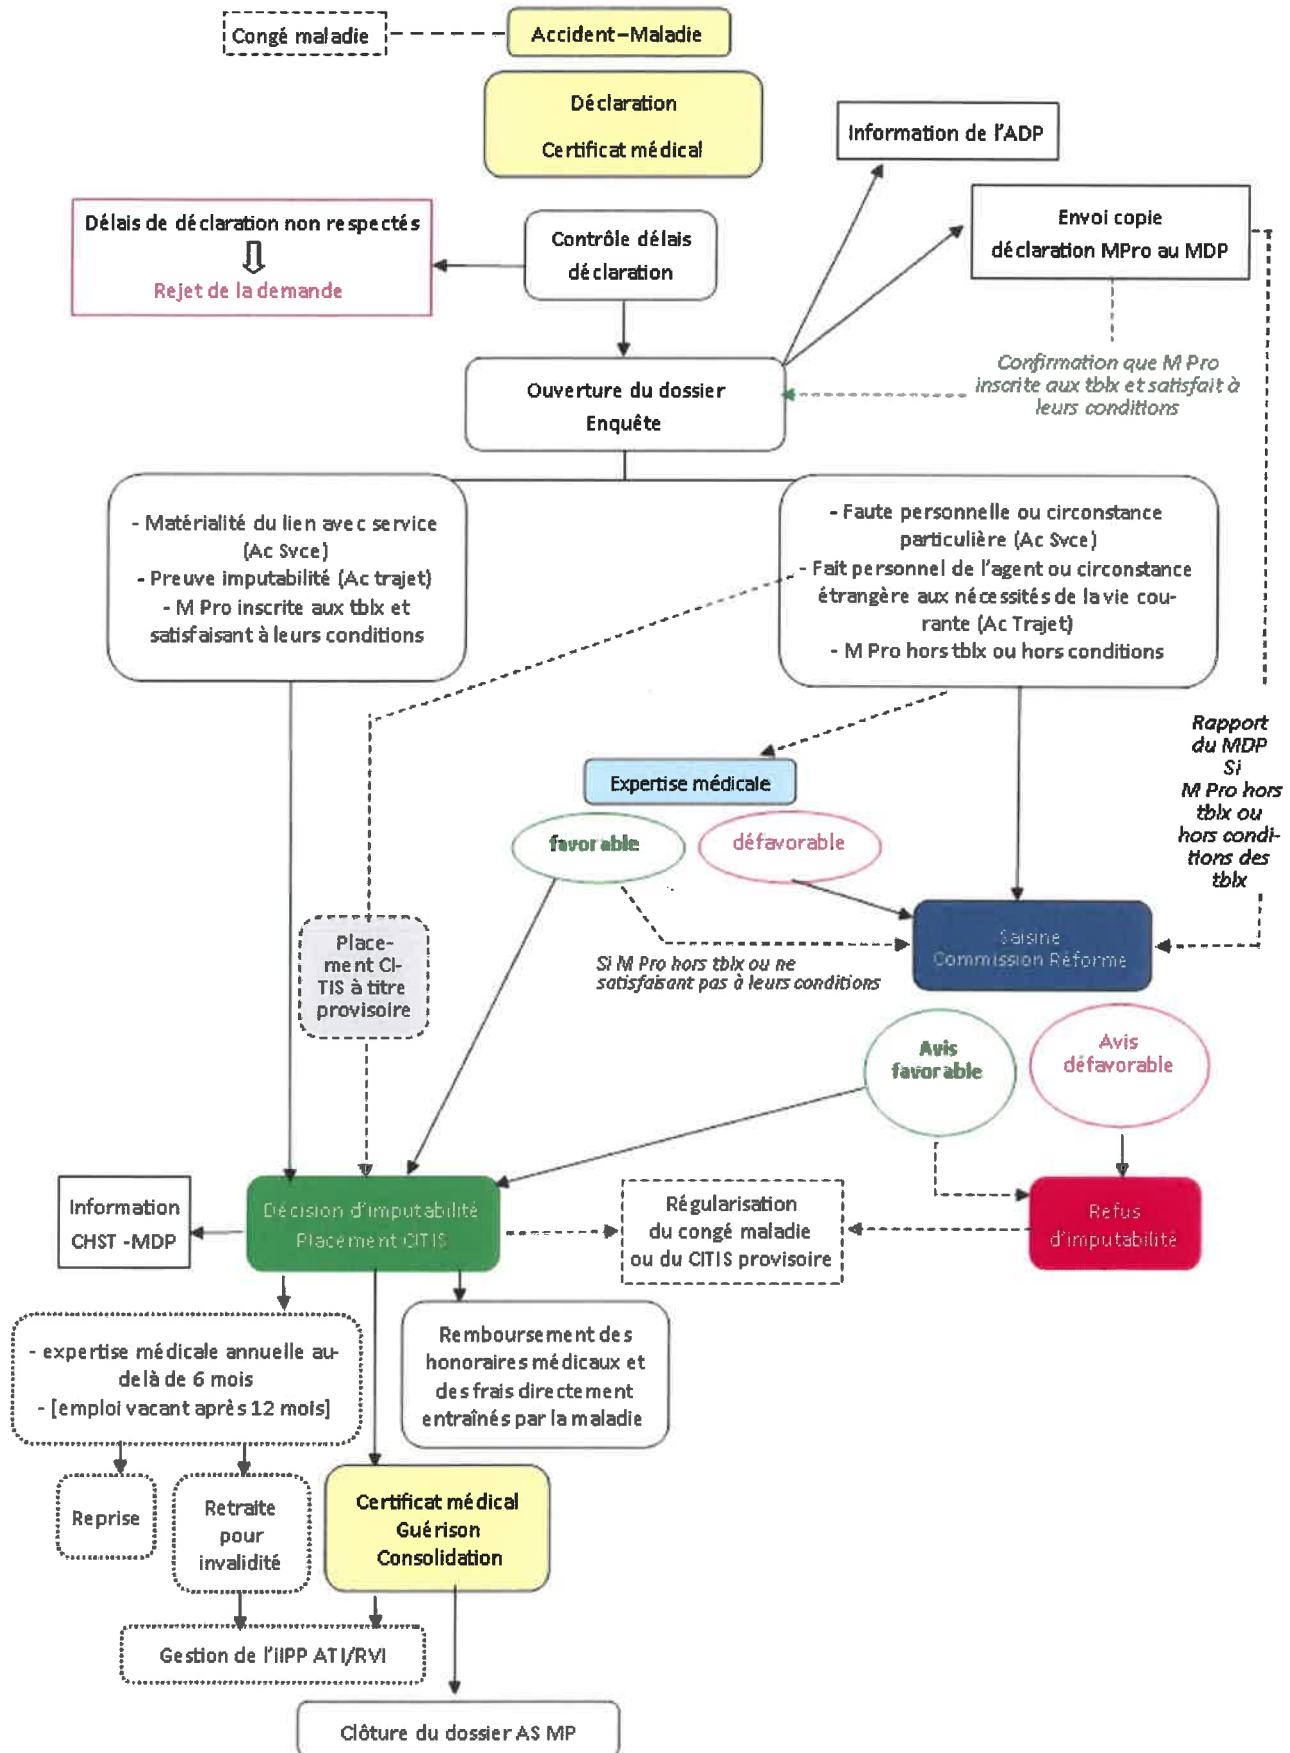 Congé maladie
Accident–Maladie
Déclaration
Certificat médical
Information de l'ADP
Délais de déclaration non respectés
Rejet de la demande
Contrôle délais
déclaration
Envoi copie
déclaration MPro au MDP
Confirmation que M Pro
inscrite aux tblx et satisfait à
leurs conditions
Ouverture du dossier
Enquête
- Matérialité du lien avec service
(Ac Svce)
- Preuve imputabilité (Ac trajet)
- M Pro inscrite aux tblx et
satisfaisant à leurs conditions
- Faute personnelle ou circonstance
particulière (Ac Svce)
- Fait personnel de l'agent ou circonstance
étrangère aux nécessités de la vie cou-
rante (Ac Trajet)
- M Pro hors tblx ou hors conditions
Rapport
du MDP
Si
M Pro hors
tblx ou
hors condi-
tions des
tblx
Expertise médicale
favorable
défavorable
Saisine
Commission Réforme
Si M Pro hors tblx ou ne
satisfaisant pas à leurs conditions
Place-
ment CI-
TIS à titre
provisoire
Avis
favorable
Avis
défavorable
Information
CHST -MDP
Décision d'imputabilité
Placement CITIS
Régularisation
du congé maladie
ou du CITIS provisoire
Refus
d'imputabilité
- expertise médicale annuelle au-
delà de 6 mois
- [emploi vacant après 12 mois]
Remboursement des
honoraires médicaux et
des frais directement
entraînés par la maladie
Reprise
Retraite
pour
invalidité
Certificat médical
Guérison
Consolidation
Gestion de l'IIPP ATI/RVI
Clôture du dossier AS MP